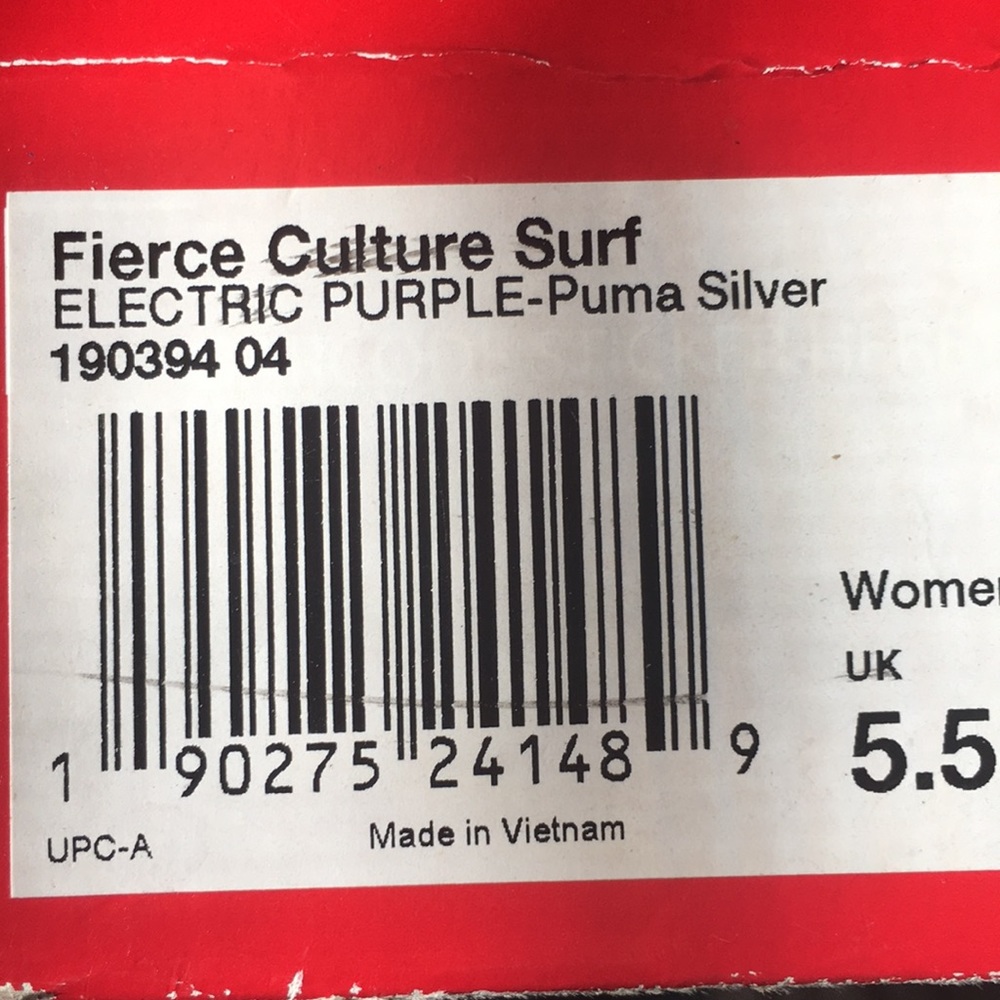 Fierce Culture Surf
ELECTRIC PURPLE-Puma Silver
190394 04
1 90275 24148 9
UPC-A
Made in Vietnam
UK
5.5